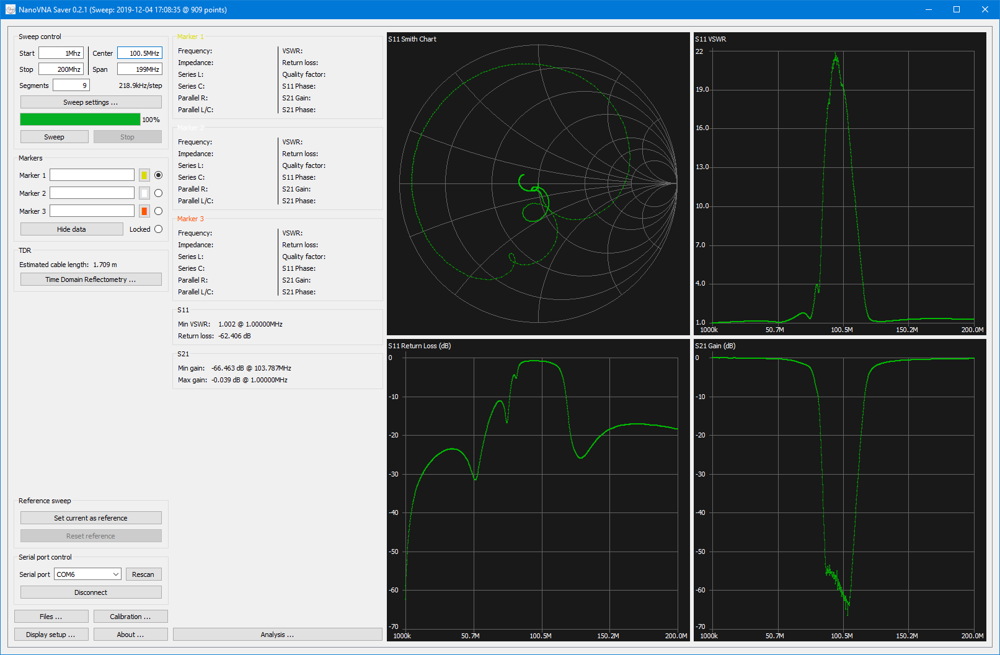 NanoVNA Saver 0.2.1 (Sweep: 2019-12-04 17:08:35 @ 909 points)
Sweep control
Start 1Mhz Center 100.5MHz
Stop 200Mhz Span 199MHz
Segments 9 218.9kHz/step
Sweep settings ...
100%
Sweep Stop
Markers
Marker 1
Marker 2
Marker 3
Hide data Locked
TDR
Estimated cable length: 1.709 m
Time Domain Reflectometry ...
Reference sweep
Set current as reference
Reset reference
Serial port control
Serial port COM6 Rescan
Disconnect
Files ... Calibration ...
Display setup ... About ...
Marker 1
Frequency: VSWR:
Impedance: Return loss:
Series L: Quality factor:
Series C: S11 Phase:
Parallel R: S21 Gain:
Parallel L/C: S21 Phase:
Marker 2
Frequency: VSWR:
Impedance: Return loss:
Series L: Quality factor:
Series C: S11 Phase:
Parallel R: S21 Gain:
Parallel L/C: S21 Phase:
Marker 3
Frequency: VSWR:
Impedance: Return loss:
Series L: Quality factor:
Series C: S11 Phase:
Parallel R: S21 Gain:
Parallel L/C: S21 Phase:
S11
Min VSWR: 1.002 @ 1.00000MHz
Return loss: -62.406 dB
S21
Min gain: -66.463 dB @ 103.787MHz
Max gain: -0.039 dB @ 1.00000MHz
Analysis ...
S11 Smith Chart
S11 VSWR
22
19.0
16.0
13.0
10.0
7.0
4.0
1.0
1000k 50.7M 100.5M 150.2M 200.0M
S11 Return Loss (dB)
0
-10
-20
-30
-40
-50
-60
-70
1000k 50.7M 100.5M 150.2M 200.0M
S21 Gain (dB)
0
-10
-20
-30
-40
-50
-60
-70
1000k 50.7M 100.5M 150.2M 200.0M